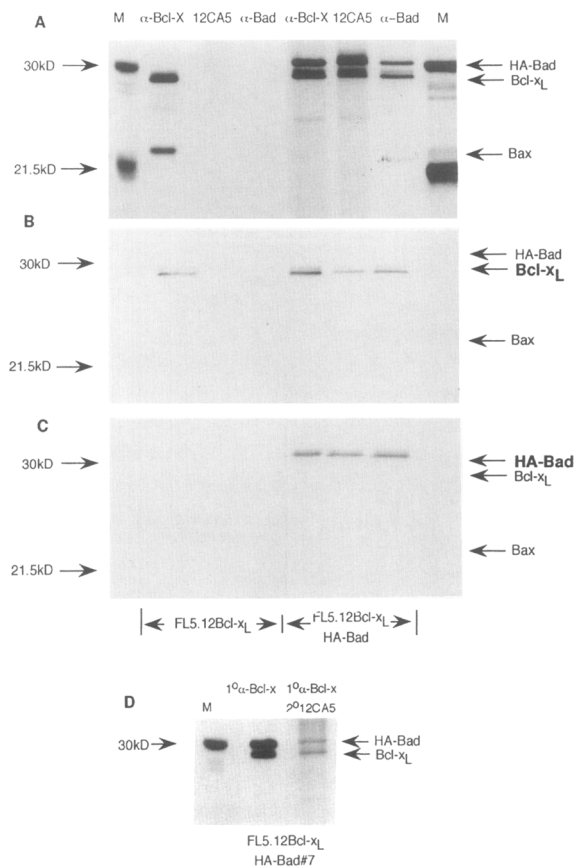 A
M α-Bcl-X 12CA5 α-Bad α-Bcl-X 12CA5 α-Bad M
30kD
HA-Bad
Bcl-xL
Bax
21.5kD
B
HA-Bad
30kD
Bcl-xL
Bax
21.5kD
C
HA-Bad
30kD
Bcl-xL
Bax
21.5kD
FL5.12Bcl-xL FL5.12Bcl-xL
HA-Bad
D
1°α-Bcl-X 1°α-Bcl-X
M 2°12CA5
30kD
HA-Bad
Bcl-xL
FL5.12Bcl-xL
HA-Bad#7